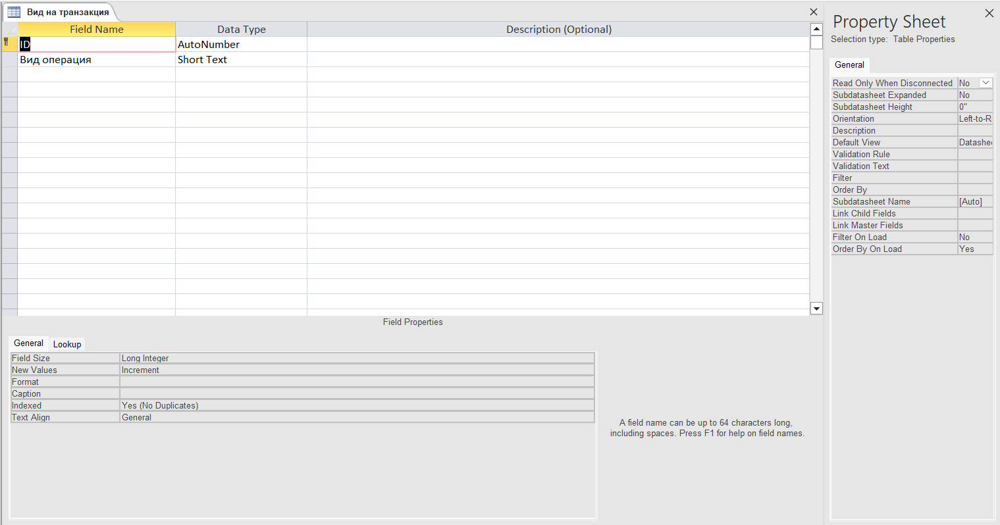 Вид на транзакция
Field Name Data Type Description (Optional)
ID AutoNumber
Вид операция Short Text
Field Properties
General Lookup
Field Size Long Integer
New Values Increment
Format
Caption
Indexed Yes (No Duplicates)
Text Align General
A field name can be up to 64 characters long,
including spaces. Press F1 for help on field names.
Property Sheet
Selection type: Table Properties
General
Read Only When Disconnected No
Subdatasheet Expanded No
Subdatasheet Height 0"
Orientation Left-to-Ri
Description
Default View Datashee
Validation Rule
Validation Text
Filter
Order By
Subdatasheet Name [Auto]
Link Child Fields
Link Master Fields
Filter On Load No
Order By On Load Yes